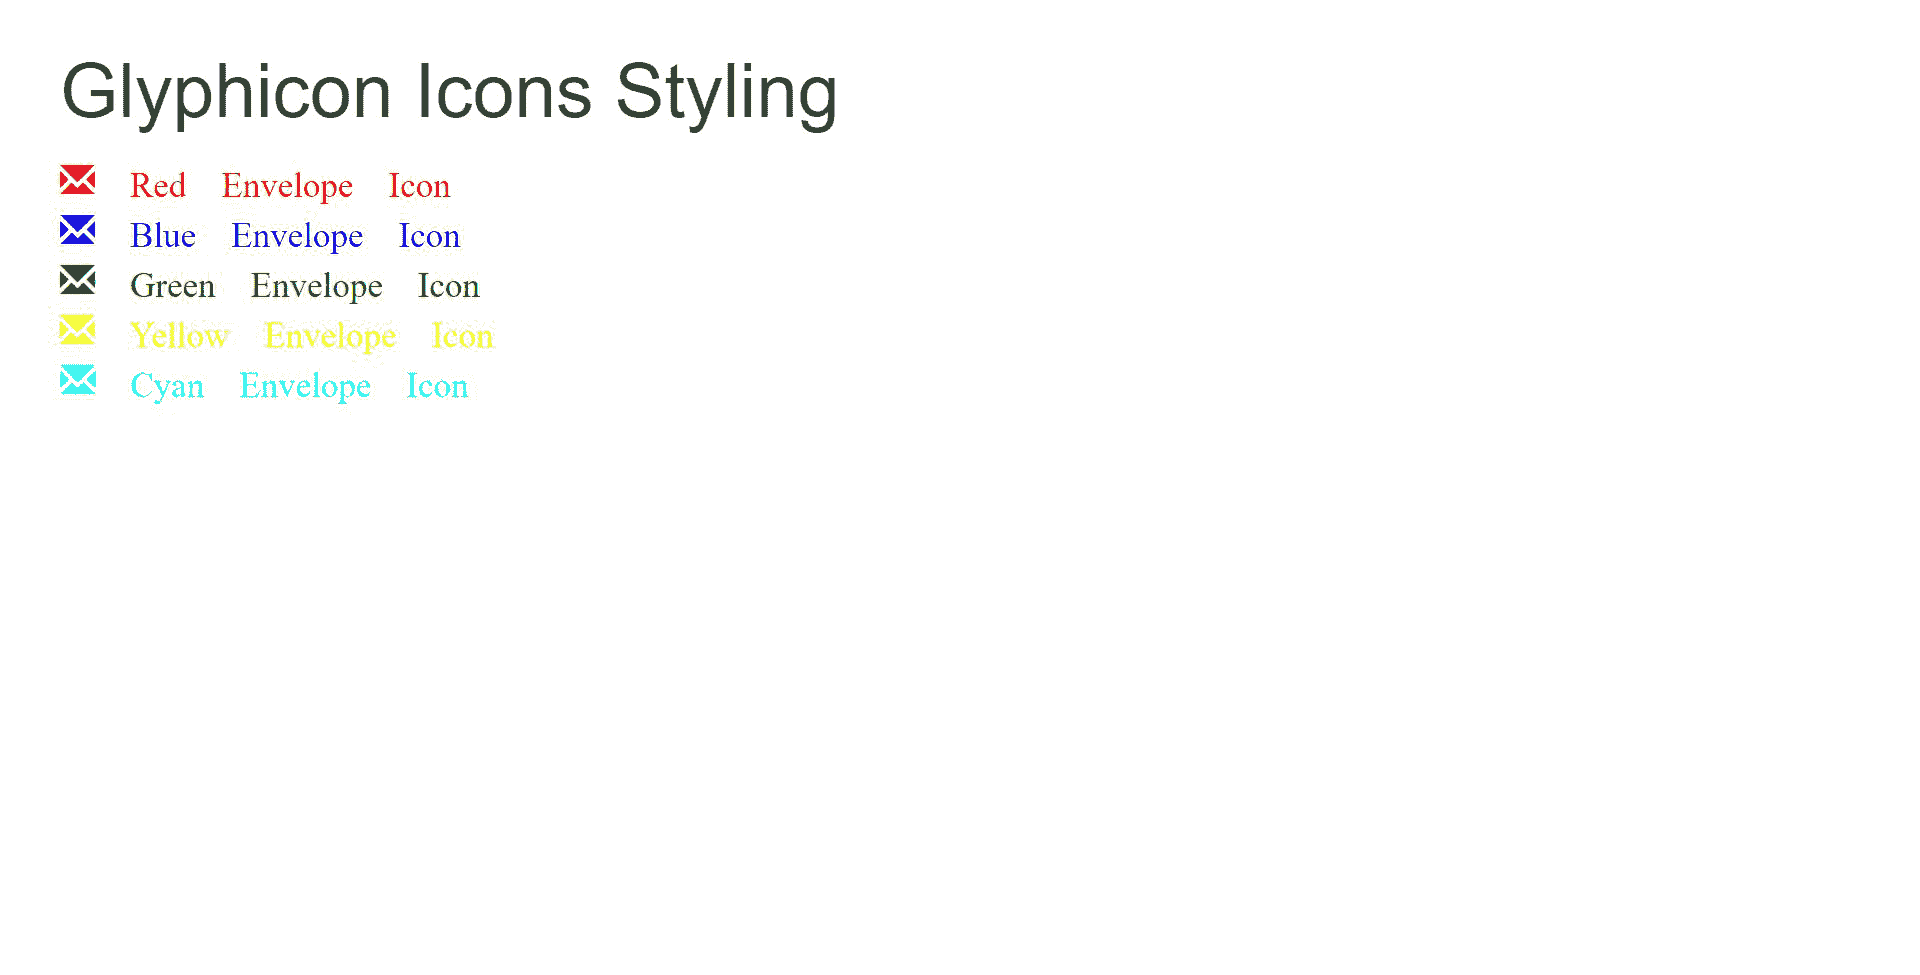 Glyphicon Icons Styling
Red Envelope Icon
Blue Envelope Icon
Green Envelope Icon
Yellow Envelope Icon
Cyan Envelope Icon